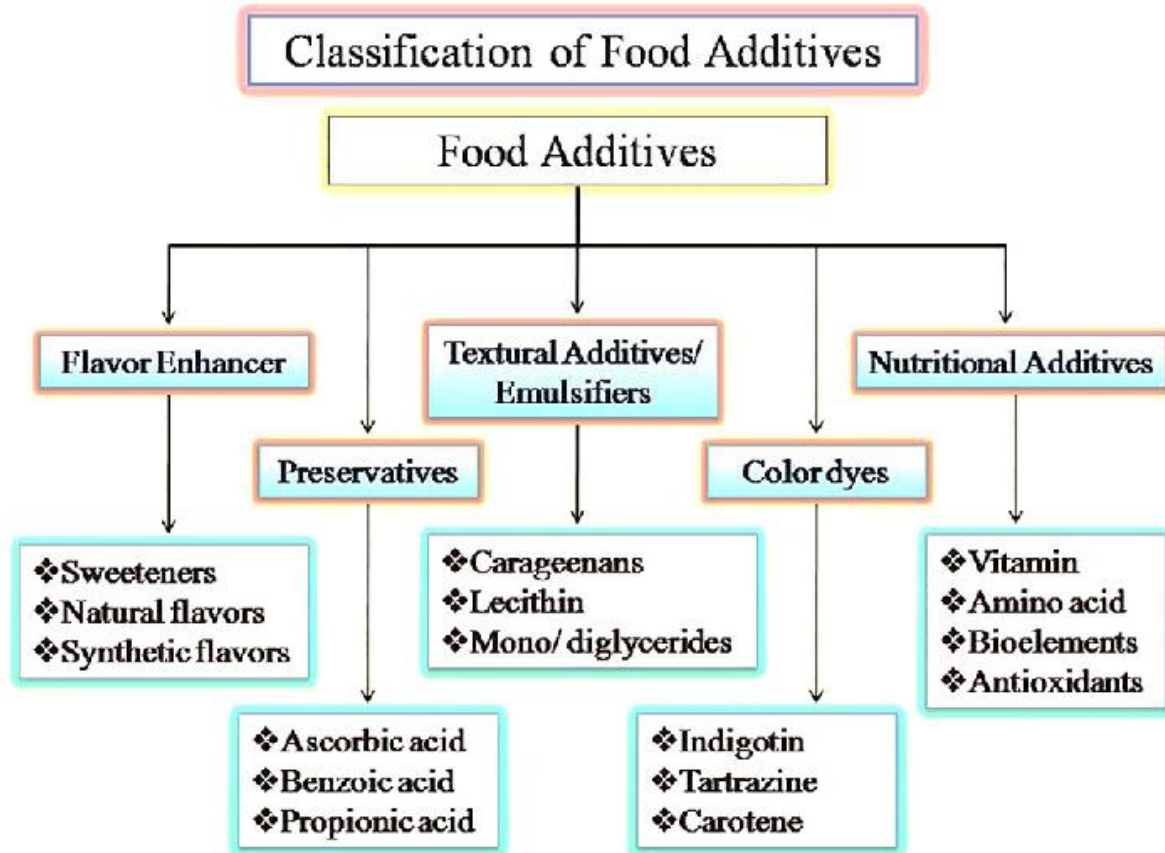 Classification of Food Additives
Food Additives
Flavor Enhancer
Preservatives
Textural Additives/
Emulsifiers
Color dyes
Nutritional Additives
❖Sweeteners
❖Natural flavors
❖Synthetic flavors
❖Ascorbic acid
❖Benzoic acid
❖Propionic acid
❖Carageenans
❖Lecithin
❖Mono/ diglycerides
❖Indigotin
❖Tartrazine
❖Carotene
❖Vitamin
❖Amino acid
❖Bioelements
❖Antioxidants